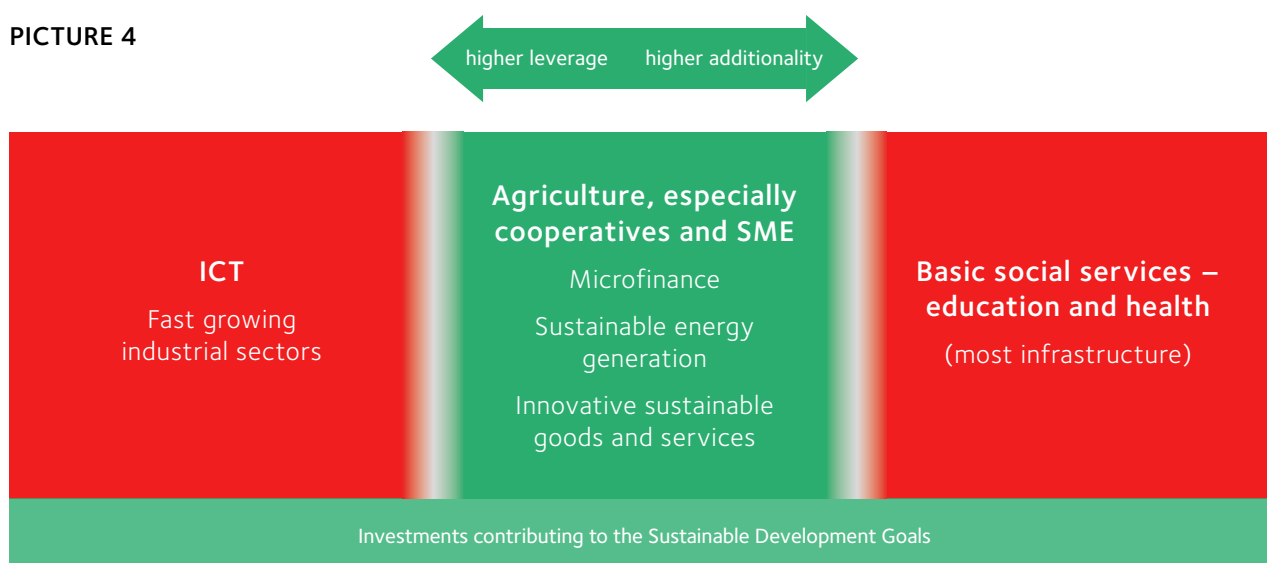 PICTURE 4
higher leverage higher additionality
ICT
Fast growing
industrial sectors
Agriculture, especially
cooperatives and SME
Microfinance
Sustainable energy
generation
Innovative sustainable
goods and services
Basic social services –
education and health
(most infrastructure)
Investments contributing to the Sustainable Development Goals